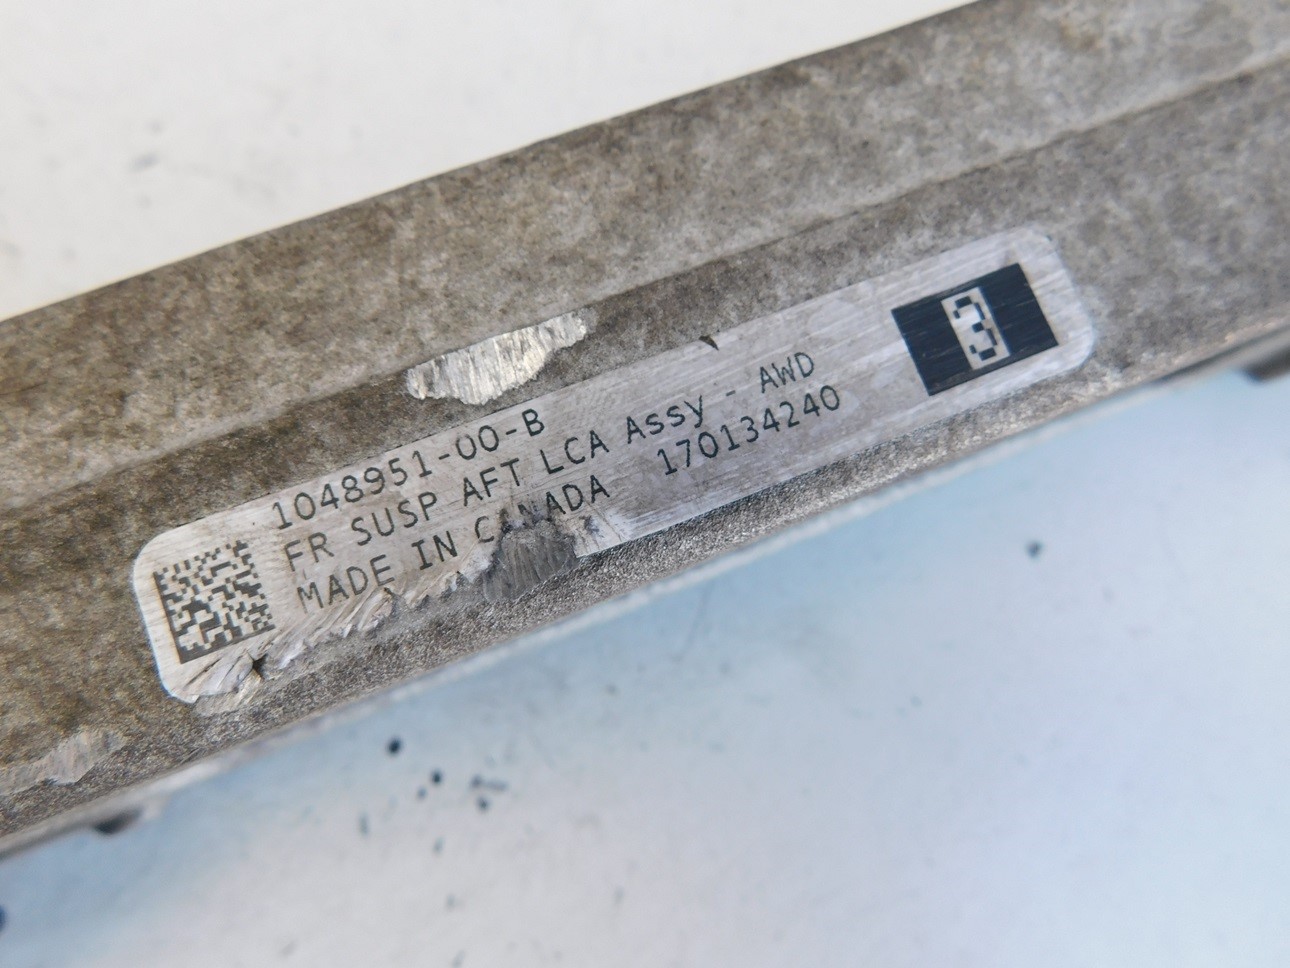 1048951-00-B
FR SUSP AFT LCA Assy - AWD
MADE IN CANADA 170134240
3